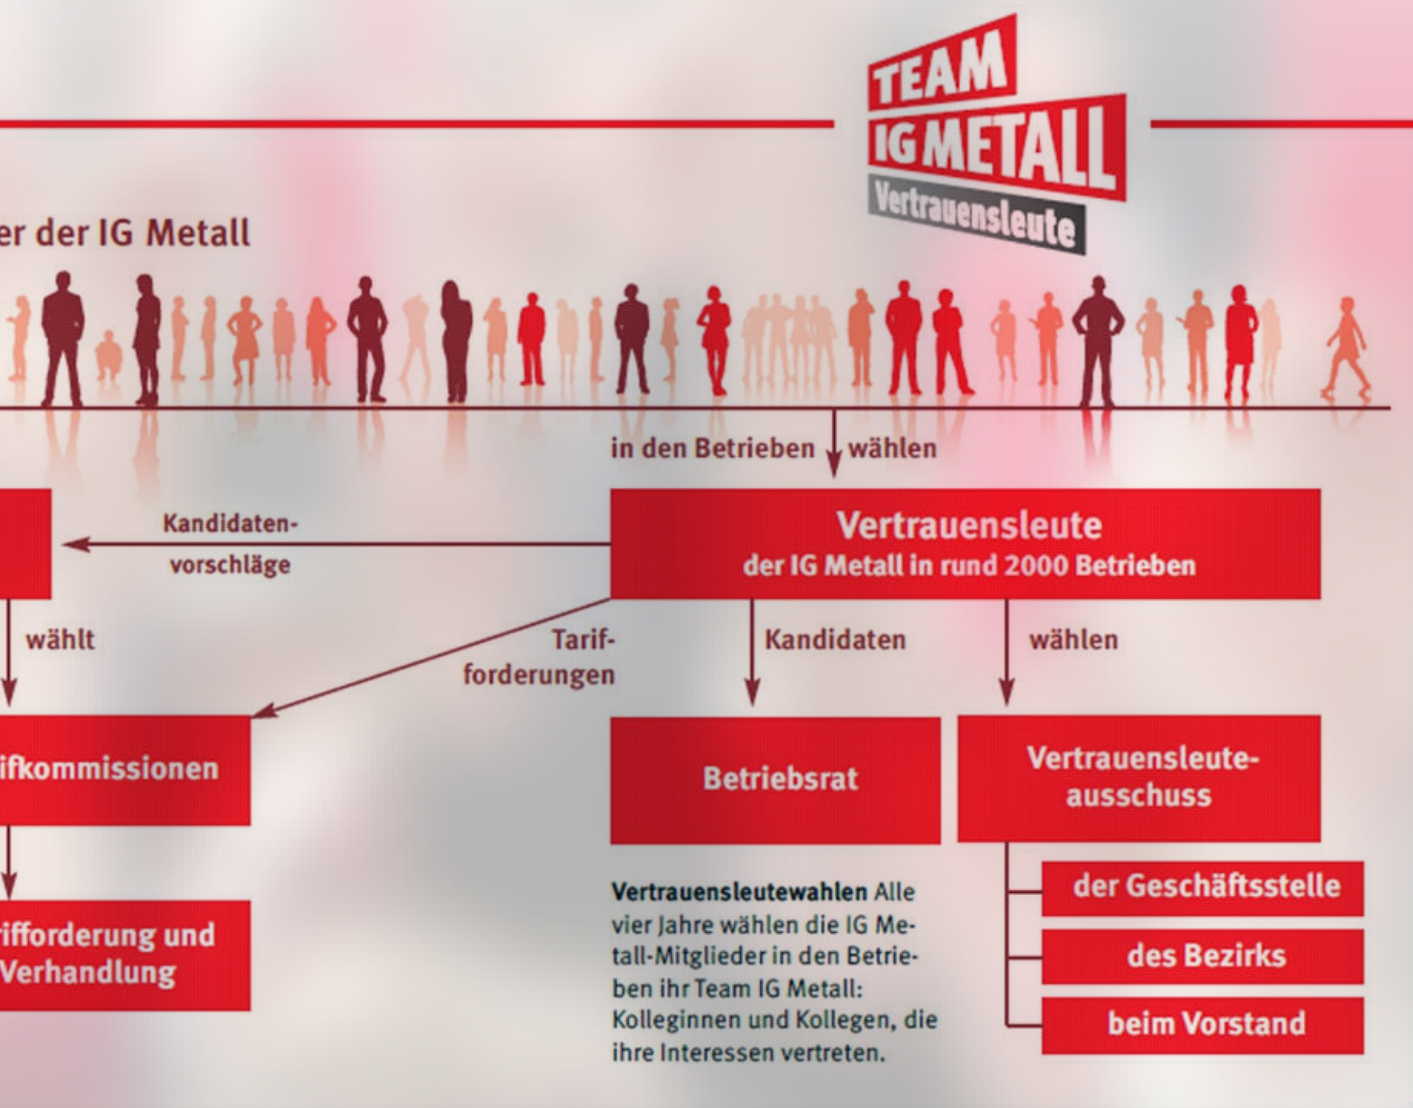 TEAM
IG METALL
Vertrauensleute
er der IG Metall
in den Betrieben wählen
Kandidaten-
vorschläge
Vertrauensleute
der IG Metall in rund 2000 Betrieben
wählt
Tarif-
forderungen
Kandidaten
wählen
ifkommissionen
Betriebsrat
Vertrauensleute-
ausschuss
rifforderung und
Verhandlung
der Geschäftsstelle
des Bezirks
beim Vorstand
Vertrauensleutewahlen Alle
vier Jahre wählen die IG Me-
tall-Mitglieder in den Betrie-
ben ihr Team IG Metall:
Kolleginnen und Kollegen, die
ihre Interessen vertreten.